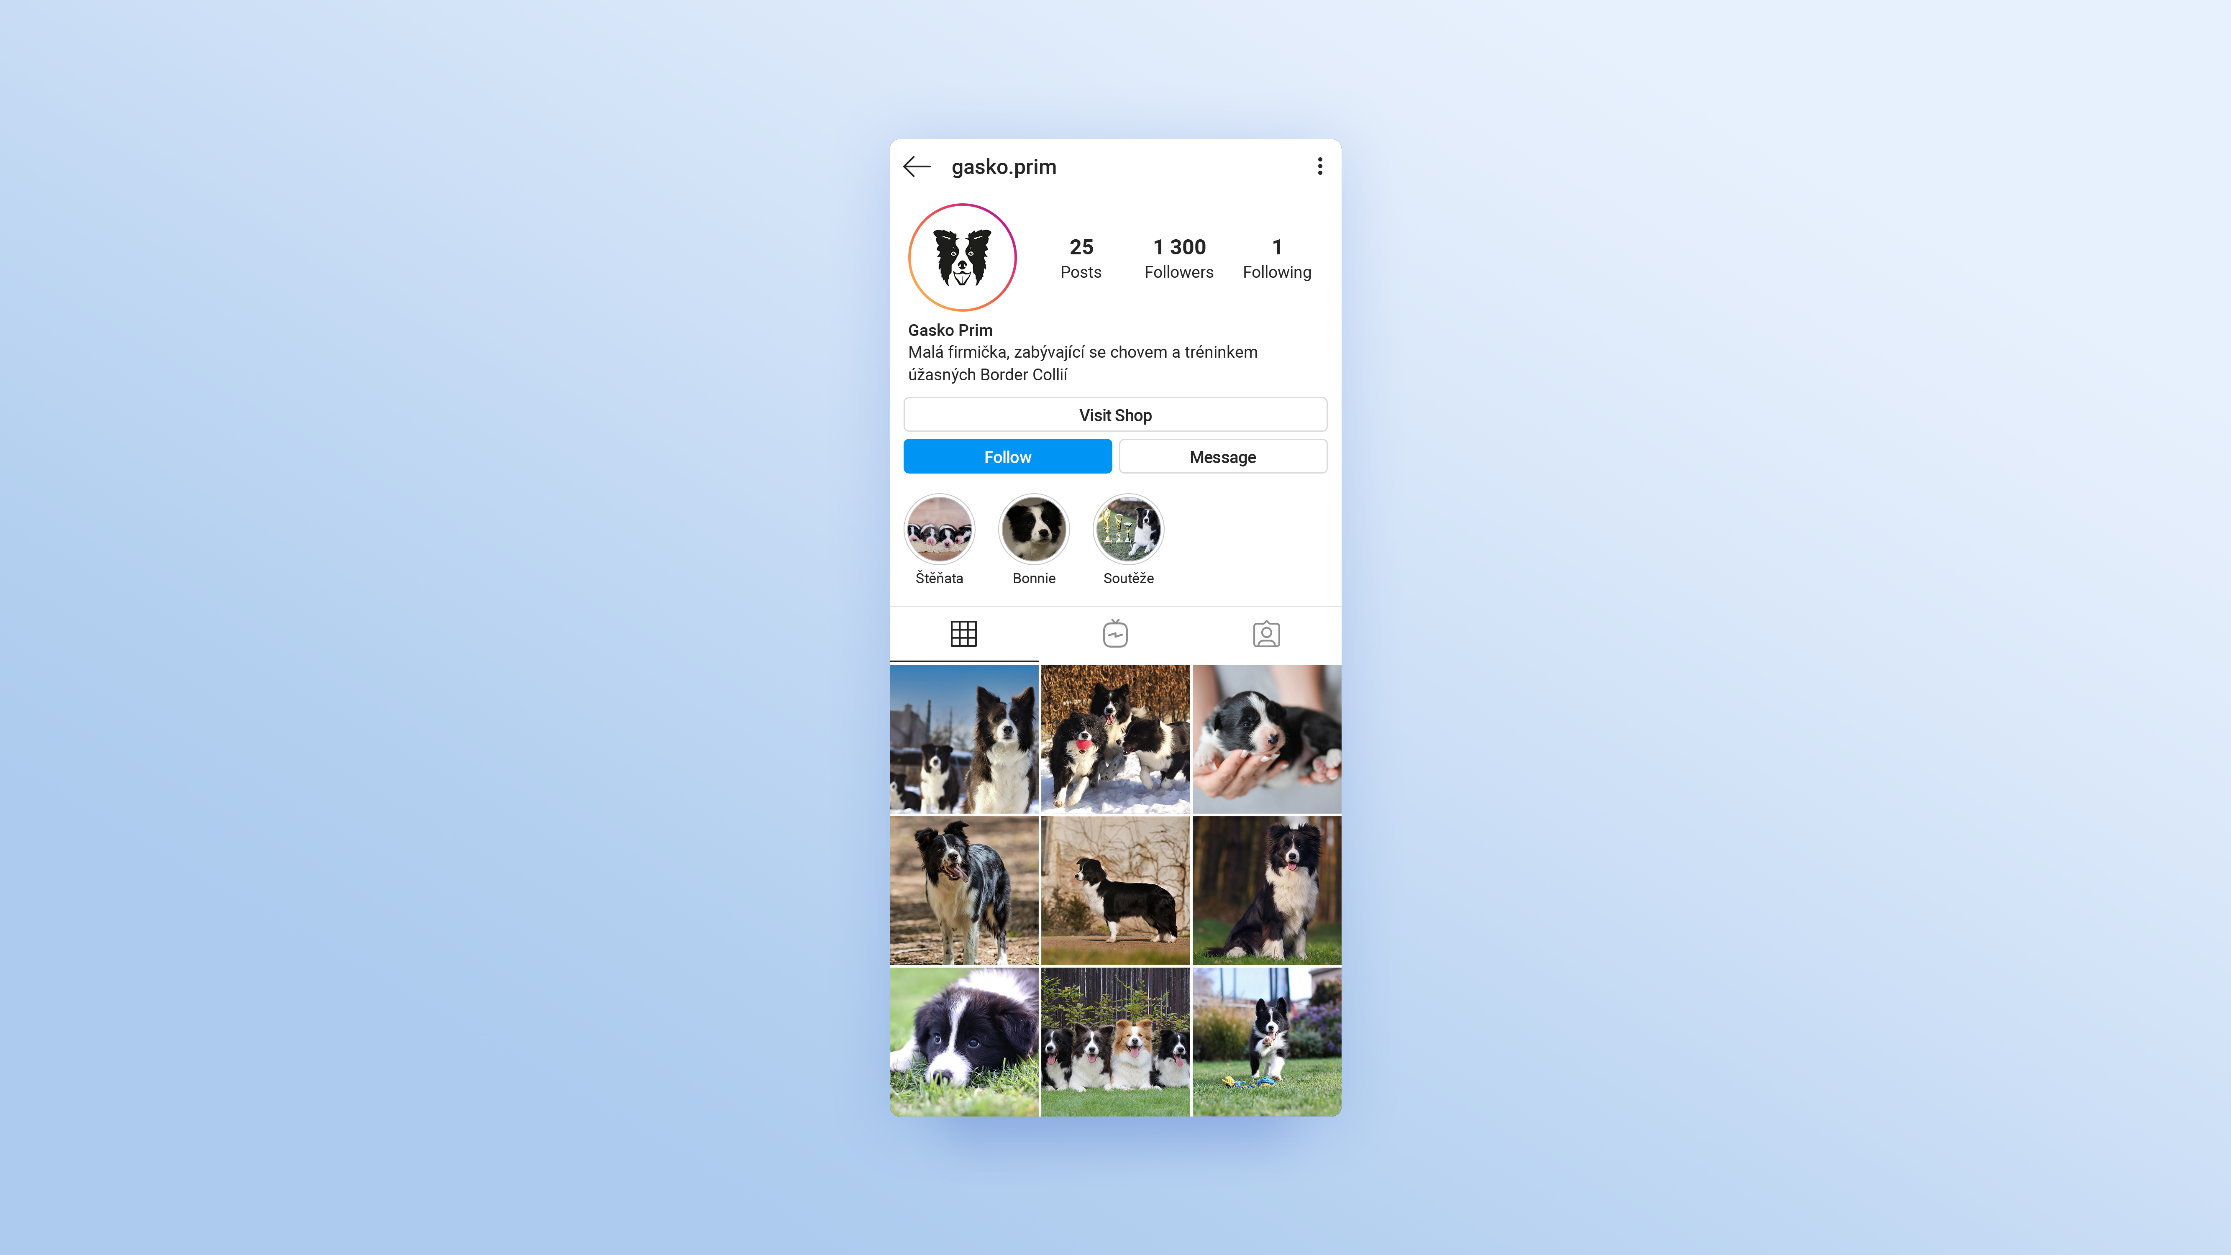 gasko.prim
25
1 300
1
Posts
Followers
Following
Gasko Prim
Malá firmička, zabývající se chovem a tréninkem
úžasných Border Collií
Visit Shop
Follow
Message
Štěňata
Bonnie
Soutěže